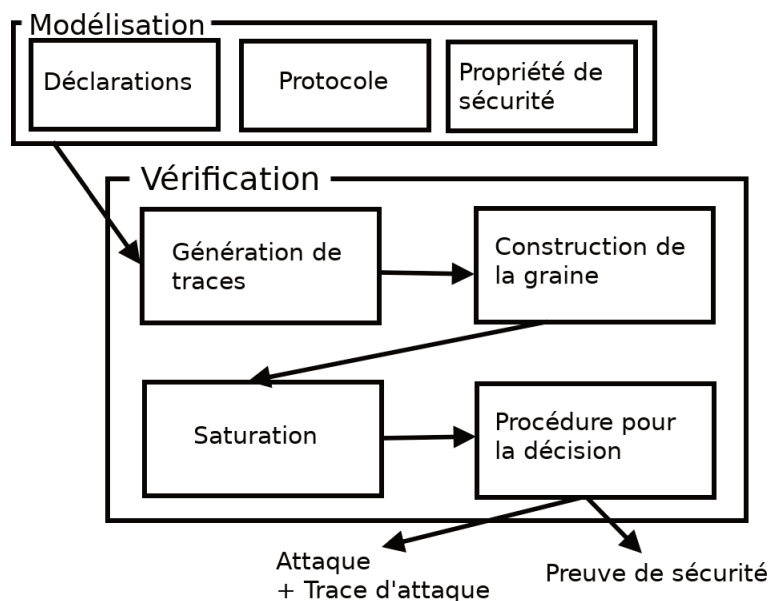 Modélisation
Déclarations
Protocole
Propriété de
sécurité
Vérification
Génération de
traces
Construction de
la graine
Saturation
Procédure pour
la décision
Attaque
+ Trace d'attaque
Preuve de sécurité